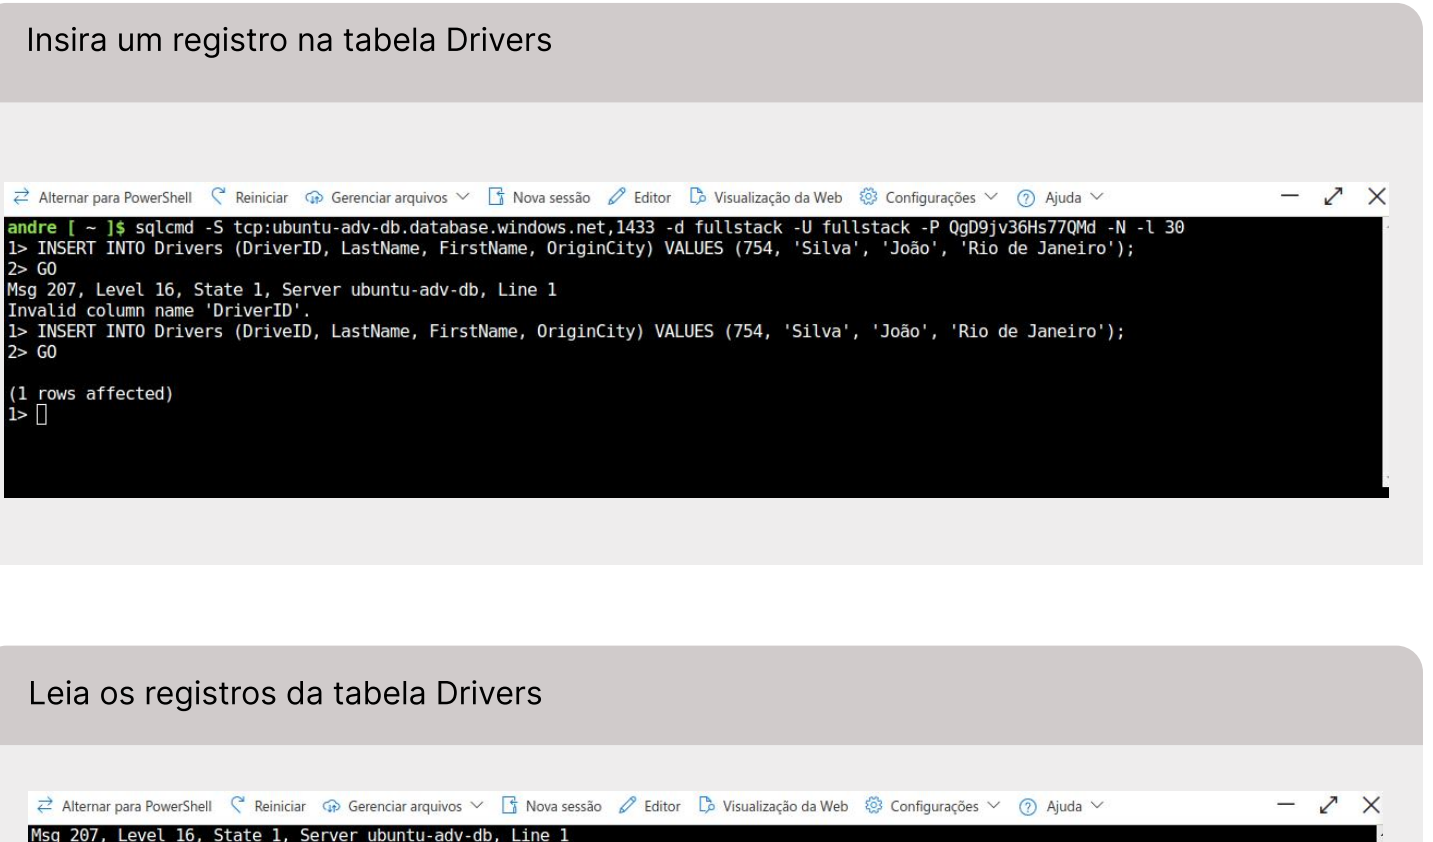 Insira um registro na tabela Drivers
Alternar para PowerShell Reiniciar Gerenciar arquivos Nova sessão Editor Visualização da Web Configurações Ajuda
andre [ ~ ]$ sqlcmd -S tcp:ubuntu-adv-db.database.windows.net,1433 -d fullstack -U fullstack -P QgD9jv36Hs77QMd -N -l 30
1> INSERT INTO Drivers (DriverID, LastName, FirstName, OriginCity) VALUES (754, 'Silva', 'João', 'Rio de Janeiro');
2> GO
Msg 207, Level 16, State 1, Server ubuntu-adv-db, Line 1
Invalid column name 'DriverID'.
1> INSERT INTO Drivers (DriveID, LastName, FirstName, OriginCity) VALUES (754, 'Silva', 'João', 'Rio de Janeiro');
2> GO
(1 rows affected)
1>
Leia os registros da tabela Drivers
Alternar para PowerShell Reiniciar Gerenciar arquivos Nova sessão Editor Visualização da Web Configurações Ajuda
Msg 207, Level 16, State 1, Server ubuntu-adv-db, Line 1